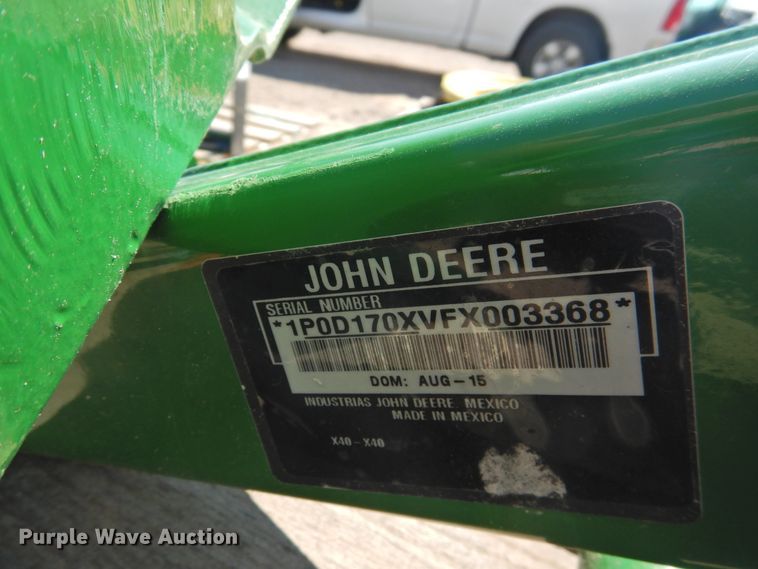 JOHN DEERE
SERIAL NUMBER
*1P0D170XVFX003368*
DOM: AUG-15
INDUSTRIAS JOHN DEERE, MEXICO
MADE IN MEXICO
X40-X40
Purple Wave Auction